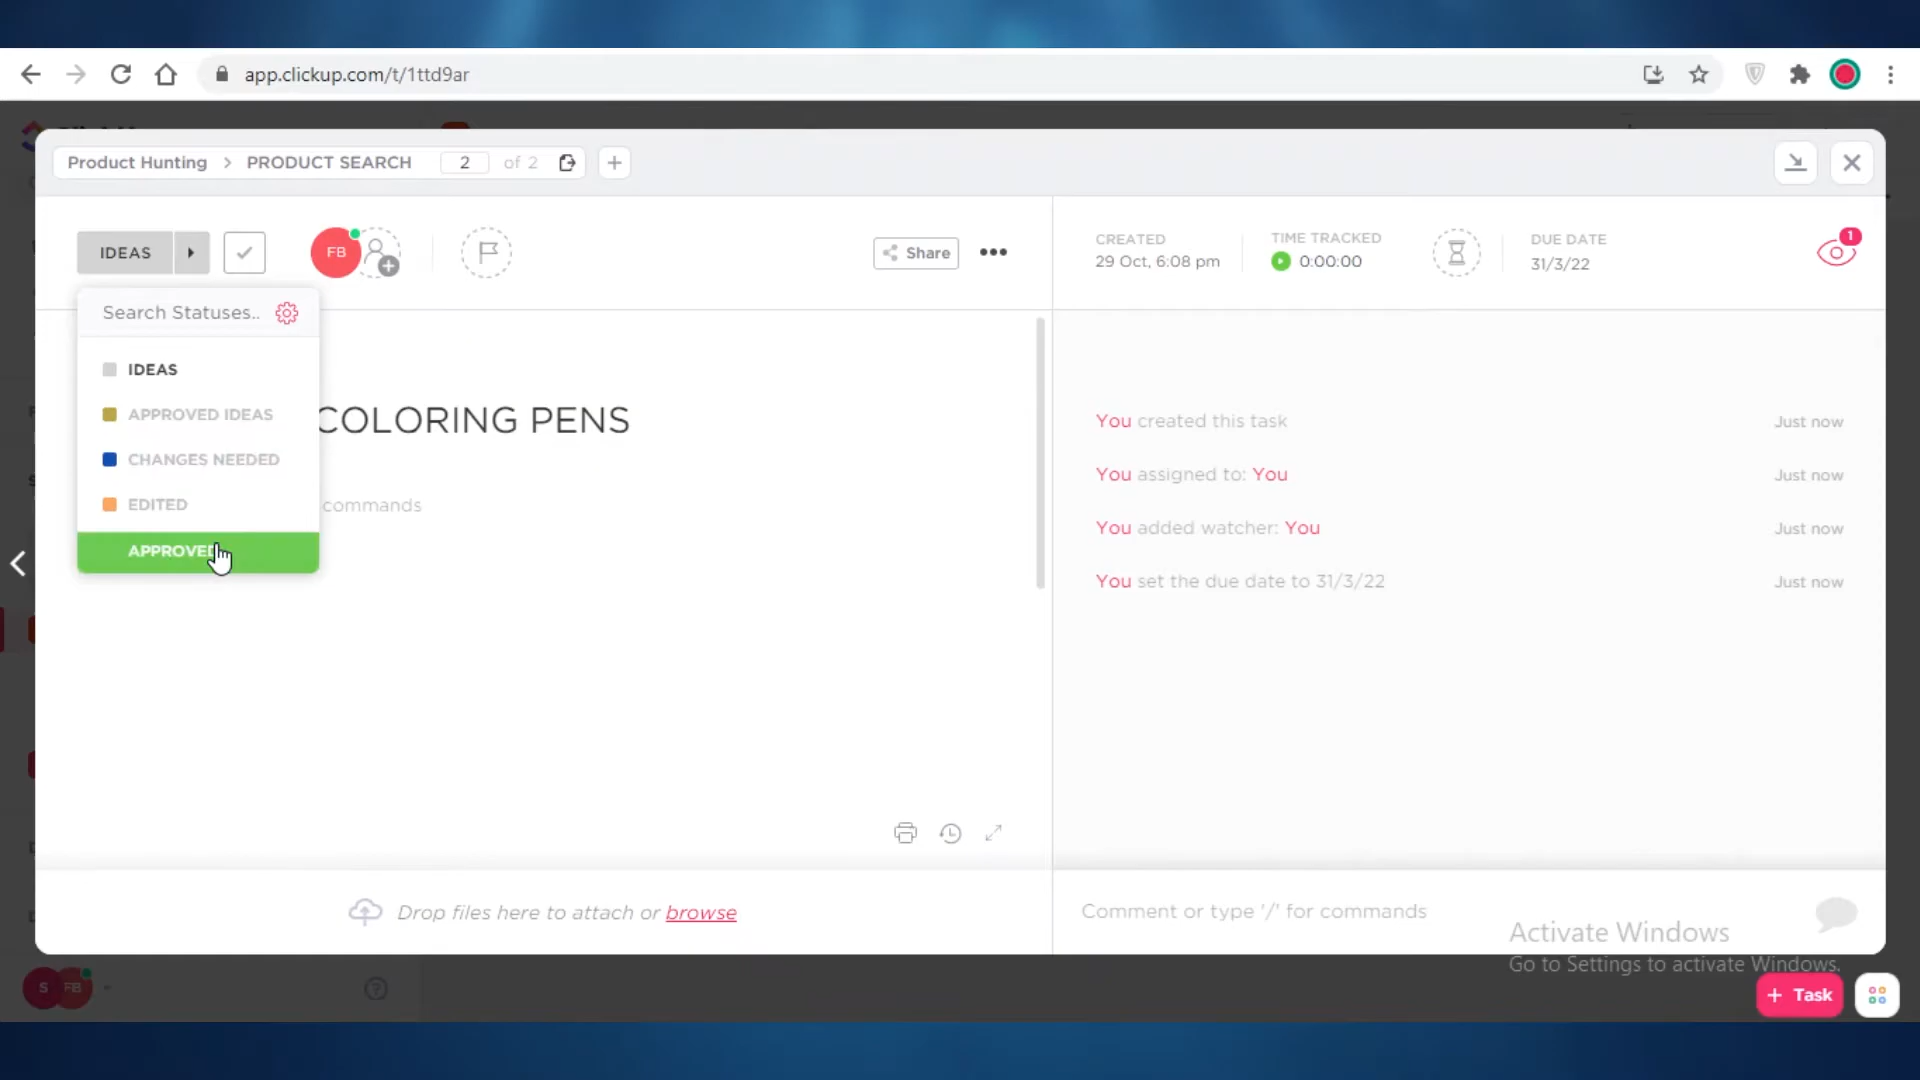 app.clickup.com/t/1ttd9ar
Product Hunting > PRODUCT SEARCH 2 of 2
IDEAS
FB
Share
CREATED
29 Oct, 6:08 pm
TIME TRACKED
0:00:00
DUE DATE
31/3/22
1
Search Statuses..
IDEAS
APPROVED IDEAS
CHANGES NEEDED
EDITED
APPROVED
COLORING PENS
commands
You created this task Just now
You assigned to: You Just now
You added watcher: You Just now
You set the due date to 31/3/22 Just now
Drop files here to attach or browse
Comment or type '/' for commands
Activate Windows
Go to Settings to activate Windows.
S FB
+ Task